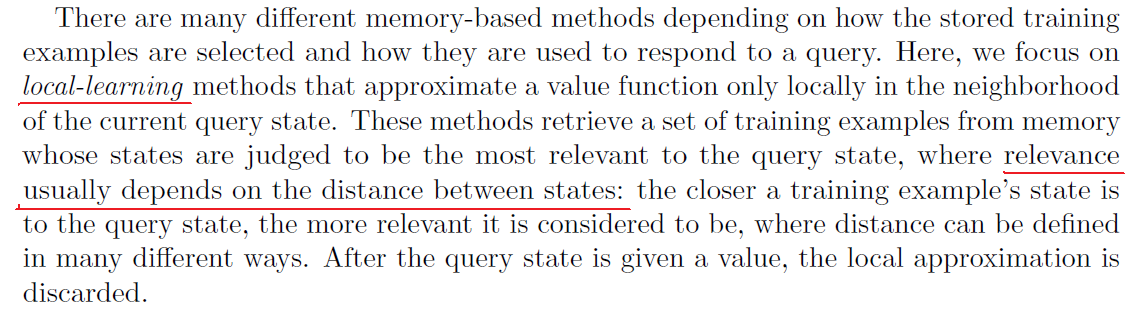 There are many different memory-based methods depending on how the stored training
examples are selected and how they are used to respond to a query. Here, we focus on
local-learning methods that approximate a value function only locally in the neighborhood
of the current query state. These methods retrieve a set of training examples from memory
whose states are judged to be the most relevant to the query state, where relevance
usually depends on the distance between states: the closer a training example's state is
to the query state, the more relevant it is considered to be, where distance can be defined
in many different ways. After the query state is given a value, the local approximation is
discarded.